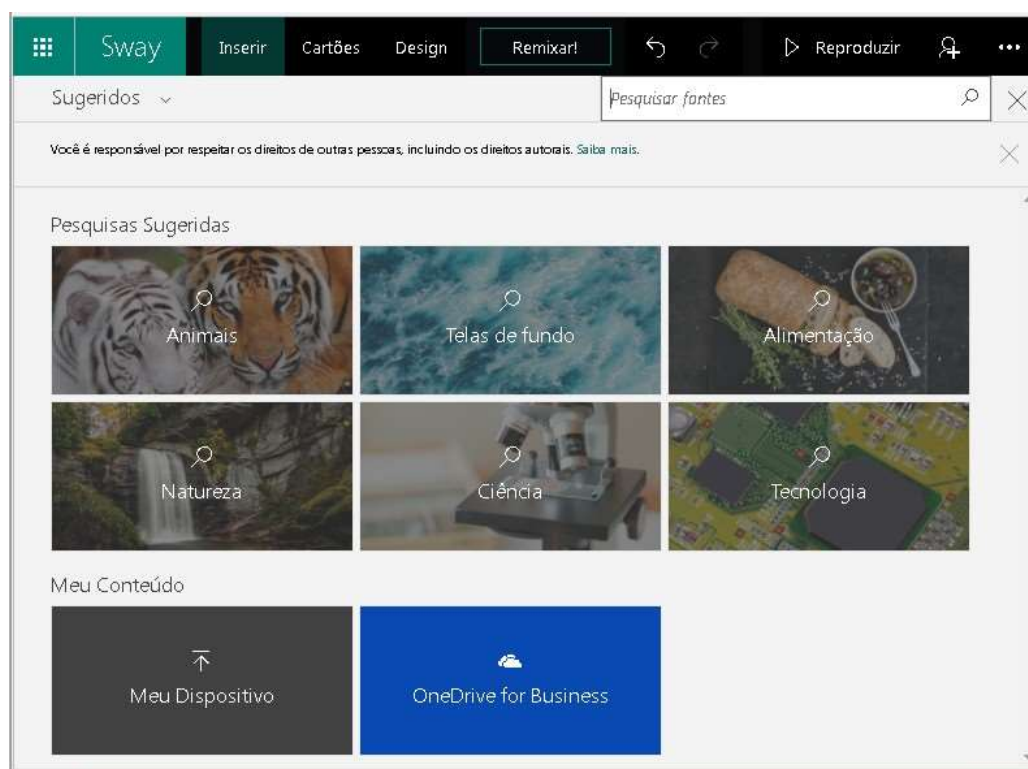 Sway Inserir Cartões Design Remixar! Reproduzir
Sugeridos Pesquisar fontes
Você é responsável por respeitar os direitos de outras pessoas, incluindo os direitos autorais. Saiba mais.
Pesquisas Sugeridas
Animais Telas de fundo Alimentação
Natureza Ciência Tecnologia
Meu Conteúdo
Meu Dispositivo OneDrive for Business